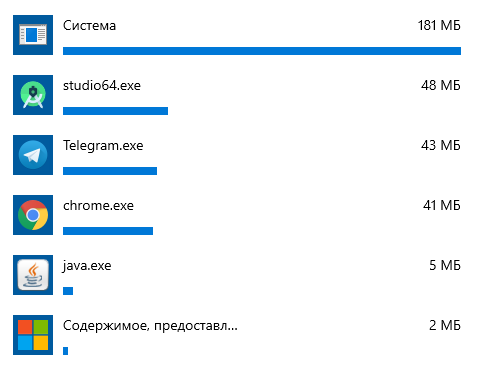 Система 181 МБ
studio64.exe 48 МБ
Telegram.exe 43 МБ
chrome.exe 41 МБ
java.exe 5 МБ
Содержимое, предоставл... 2 МБ